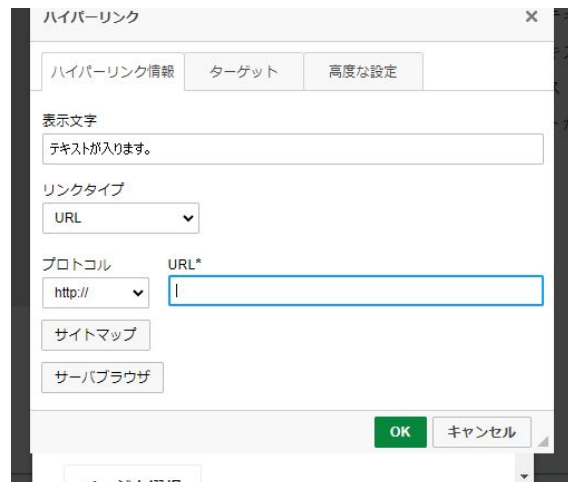 ハイパーリンク ×
ハイパーリンク情報 ターゲット 高度な設定
表示文字
テキストが入ります。
リンクタイプ
URL
プロトコル URL*
http://
サイトマップ
サーバブラウザ
OK キャンセル